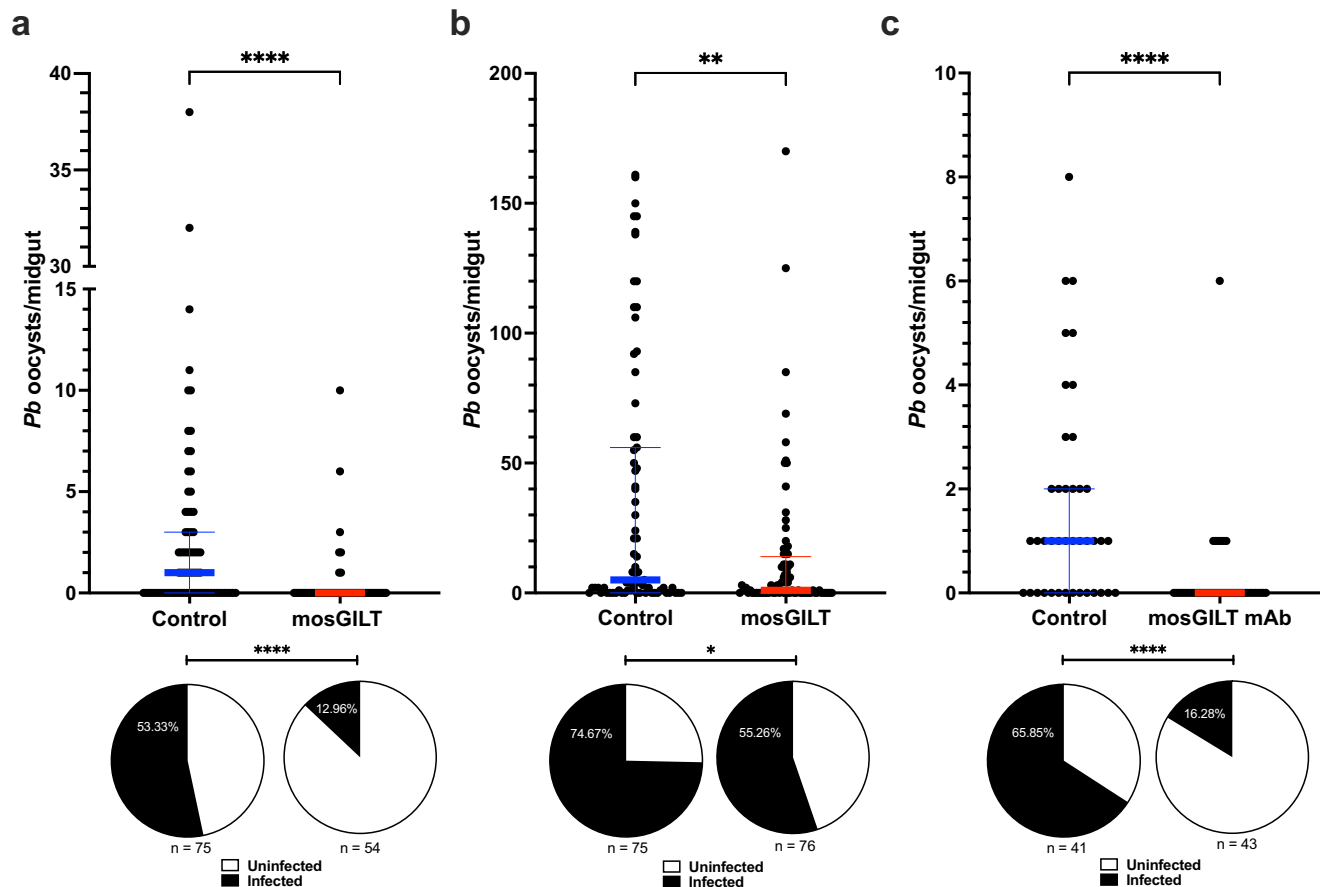 a
b
c
****
**
****
40
35
30
15
10
5
0
Pb oocysts/midgut
Control
mosGILT
200
150
100
50
0
Pb oocysts/midgut
Control
mosGILT
10
8
6
4
2
0
Pb oocysts/midgut
Control
mosGILT mAb
****
53.33%
12.96%
n = 75
n = 54
Uninfected
Infected
*
74.67%
55.26%
n = 75
n = 76
Uninfected
Infected
****
65.85%
16.28%
n = 41
n = 43
Uninfected
Infected